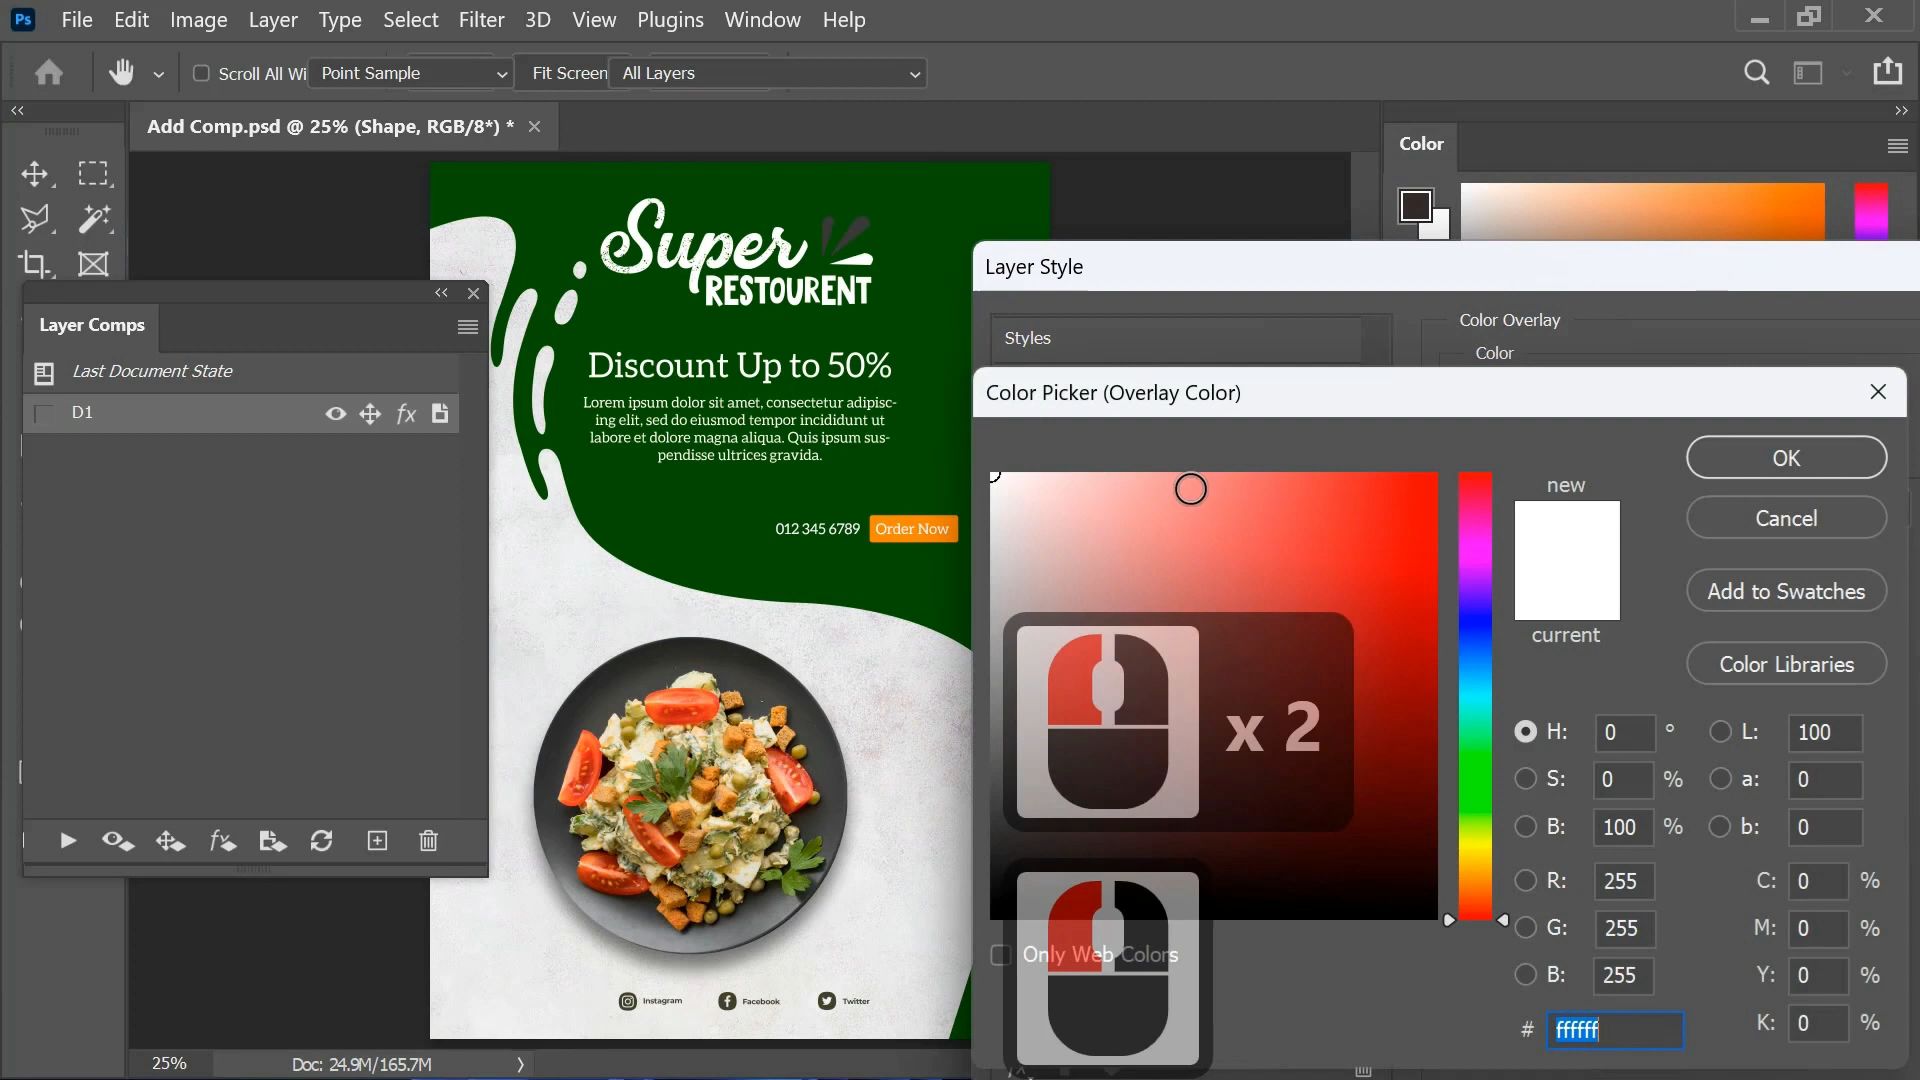 Ps File Edit Image Layer Type Select Filter 3D View Plugins Window Help
Scroll All Wi Point Sample Fit Screen All Layers
Add Comp.psd @ 25% (Shape, RGB/8*) *
Color
Layer Comps
Last Document State
D1
fx
Super
RESTOURENT
Discount Up to 50%
Lorem ipsum dolor sit amet, consectetur adipisc-
ing elit, sed do eiusmod tempor incididunt ut
labore et dolore magna aliqua. Quis ipsum sus-
pendisse ultrices gravida.
012 345 6789 Order Now
Instagram Facebook Twitter
25% Doc: 24.9M/165.7M
Layer Style
Styles
Color Overlay
Color
Color Picker (Overlay Color)
new
current
OK
Cancel
Add to Swatches
Color Libraries
x 2
Only Web Colors
H: 0 ° L: 100
S: 0 % a: 0
B: 100 % b: 0
R: 255 C: 0 %
G: 255 M: 0 %
B: 255 Y: 0 %
# ffffff K: 0 %